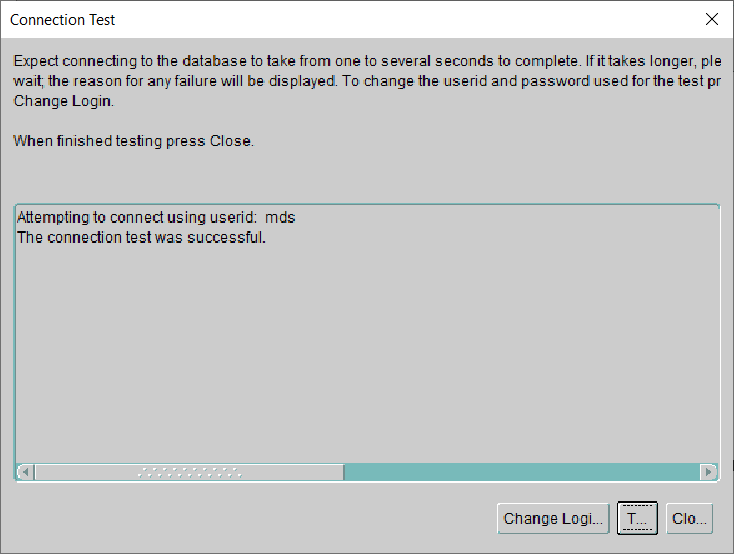 Connection Test
Expect connecting to the database to take from one to several seconds to complete. If it takes longer, ple
wait; the reason for any failure will be displayed. To change the userid and password used for the test pr
Change Login.
When finished testing press Close.
Attempting to connect using userid:  mds
The connection test was successful.
Change Logi... T... Clo...